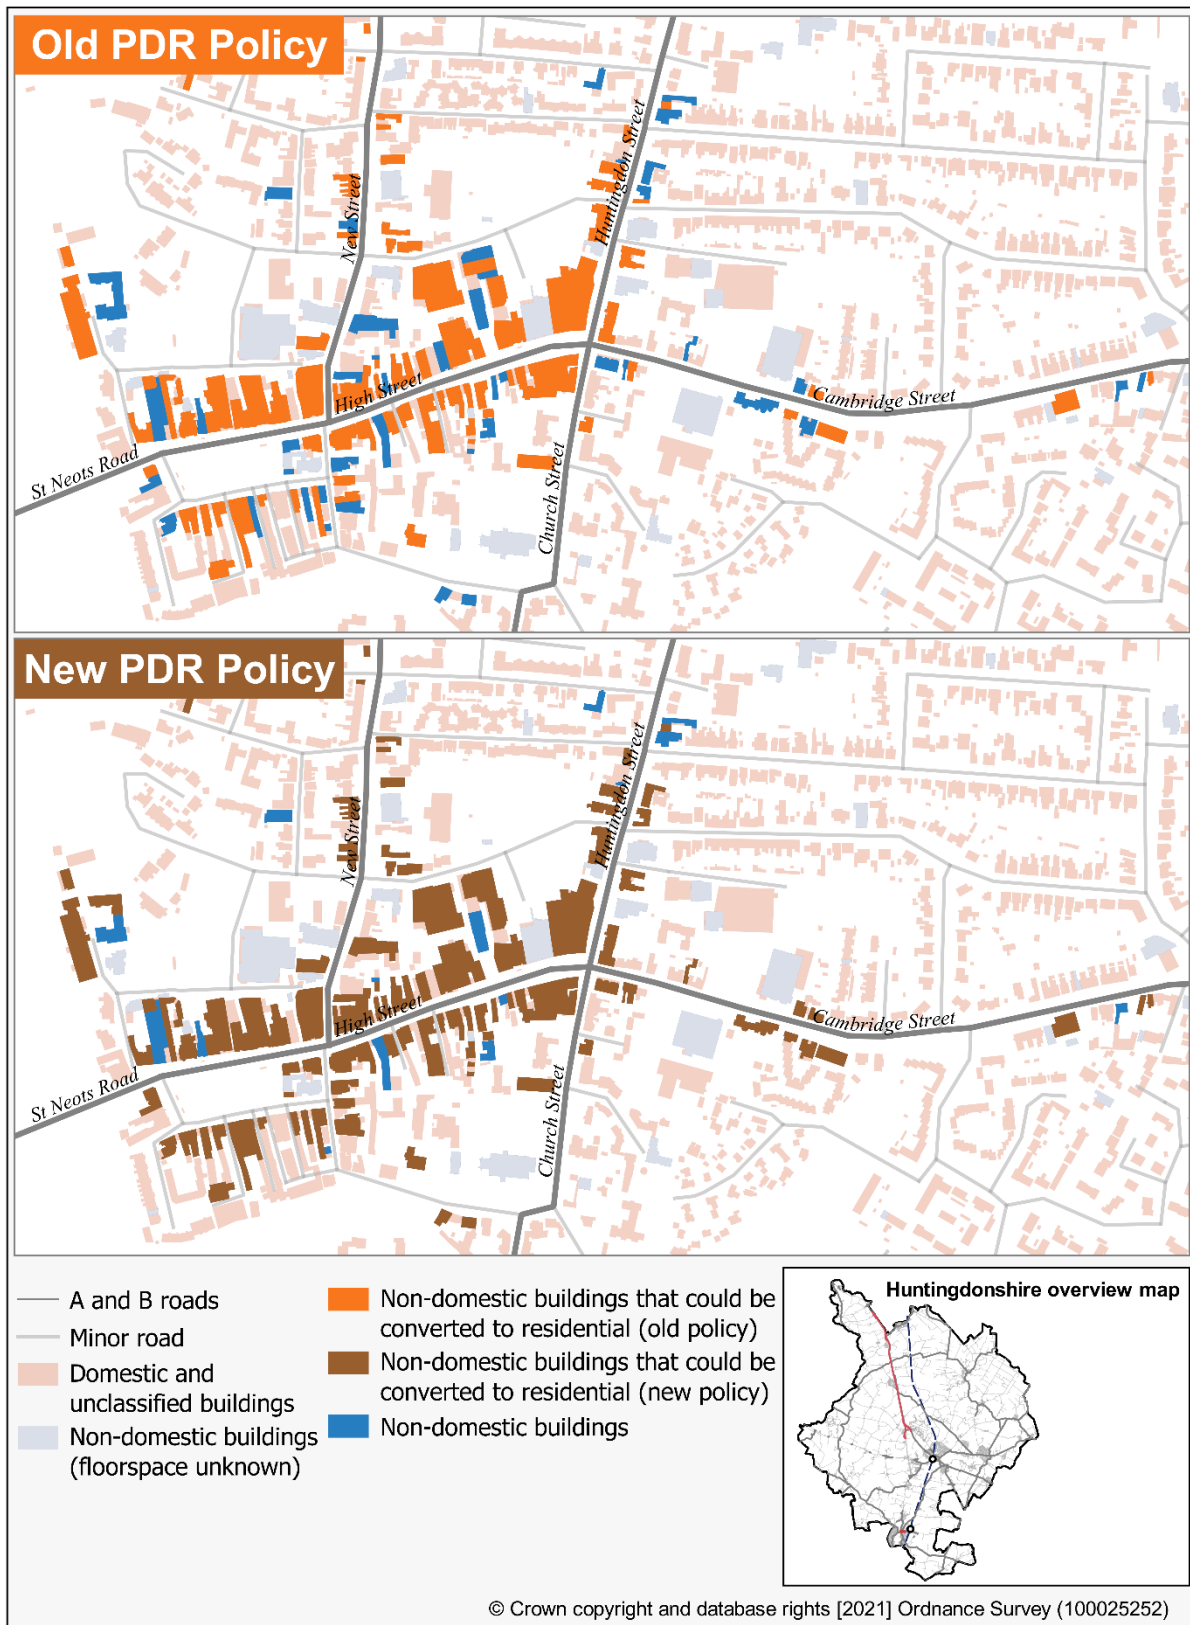 Old PDR Policy
Huntingdon Street
New Street
High Street
Cambridge Street
St Neots Road
Church Street
New PDR Policy
Huntingdon Street
New Street
High Street
Cambridge Street
St Neots Road
Church Street
A and B roads
Minor road
Domestic and
unclassified buildings
Non-domestic buildings
(floorspace unknown)
Non-domestic buildings that could be
converted to residential (old policy)
Non-domestic buildings that could be
converted to residential (new policy)
Non-domestic buildings
Huntingdonshire overview map
© Crown copyright and database rights [2021] Ordnance Survey (100025252)